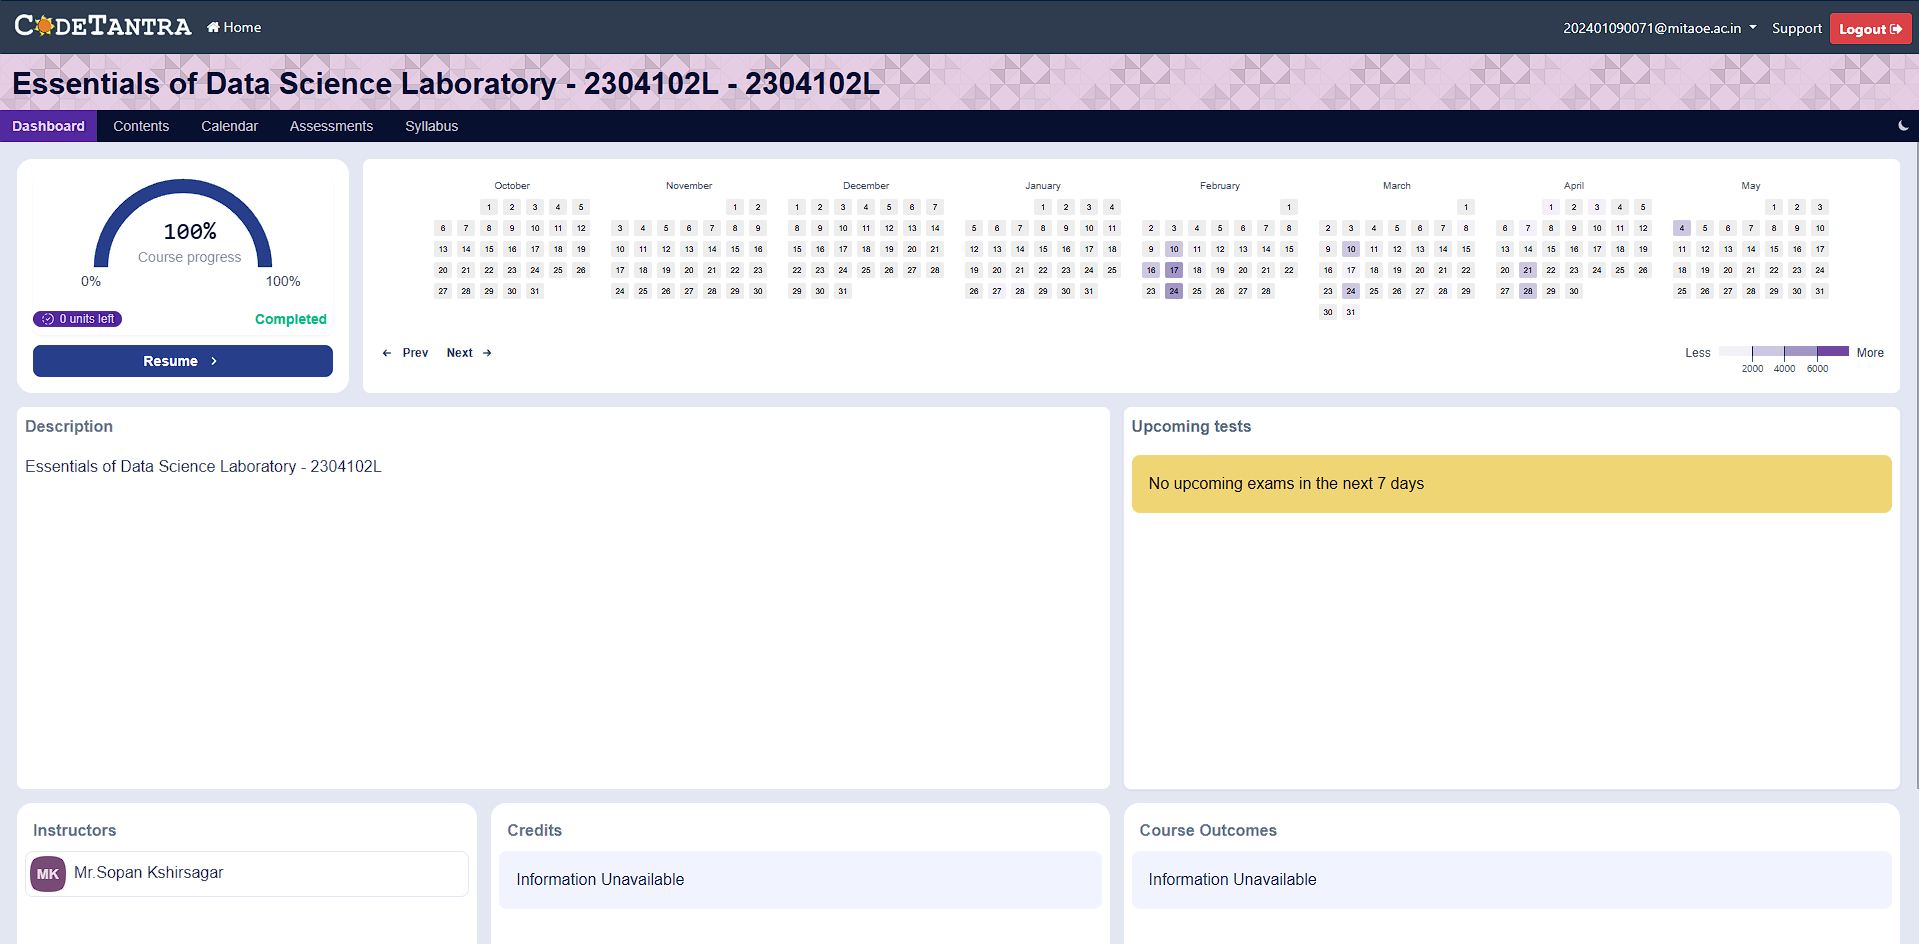 CODETANTRA Home 202401090071@mitaoe.ac.in Support Logout
Essentials of Data Science Laboratory - 2304102L - 2304102L
Dashboard Contents Calendar Assessments Syllabus
100%
Course progress
0% 100%
0 units left Completed
Resume
October
1 2 3 4 5
6 7 8 9 10 11 12
13 14 15 16 17 18 19
20 21 22 23 24 25 26
27 28 29 30 31
November
1 2
3 4 5 6 7 8 9
10 11 12 13 14 15 16
17 18 19 20 21 22 23
24 25 26 27 28 29 30
December
1 2 3 4 5 6 7
8 9 10 11 12 13 14
15 16 17 18 19 20 21
22 23 24 25 26 27 28
29 30 31
January
1 2 3 4
5 6 7 8 9 10 11
12 13 14 15 16 17 18
19 20 21 22 23 24 25
26 27 28 29 30 31
February
1
2 3 4 5 6 7 8
9 10 11 12 13 14 15
16 17 18 19 20 21 22
23 24 25 26 27 28
March
1
2 3 4 5 6 7 8
9 10 11 12 13 14 15
16 17 18 19 20 21 22
23 24 25 26 27 28 29
30 31
April
1 2 3 4 5
6 7 8 9 10 11 12
13 14 15 16 17 18 19
20 21 22 23 24 25 26
27 28 29 30
May
1 2 3
4 5 6 7 8 9 10
11 12 13 14 15 16 17
18 19 20 21 22 23 24
25 26 27 28 29 30 31
Prev Next
Less More
2000 4000 6000
Description
Essentials of Data Science Laboratory - 2304102L
Upcoming tests
No upcoming exams in the next 7 days
Instructors
MK Mr.Sopan Kshirsagar
Credits
Information Unavailable
Course Outcomes
Information Unavailable